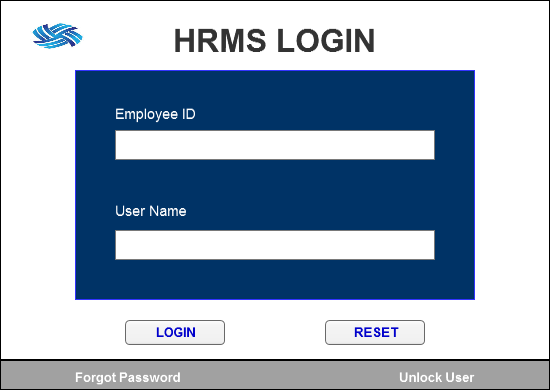 HRMS LOGIN
Employee ID
User Name
LOGIN RESET
Forgot Password Unlock User